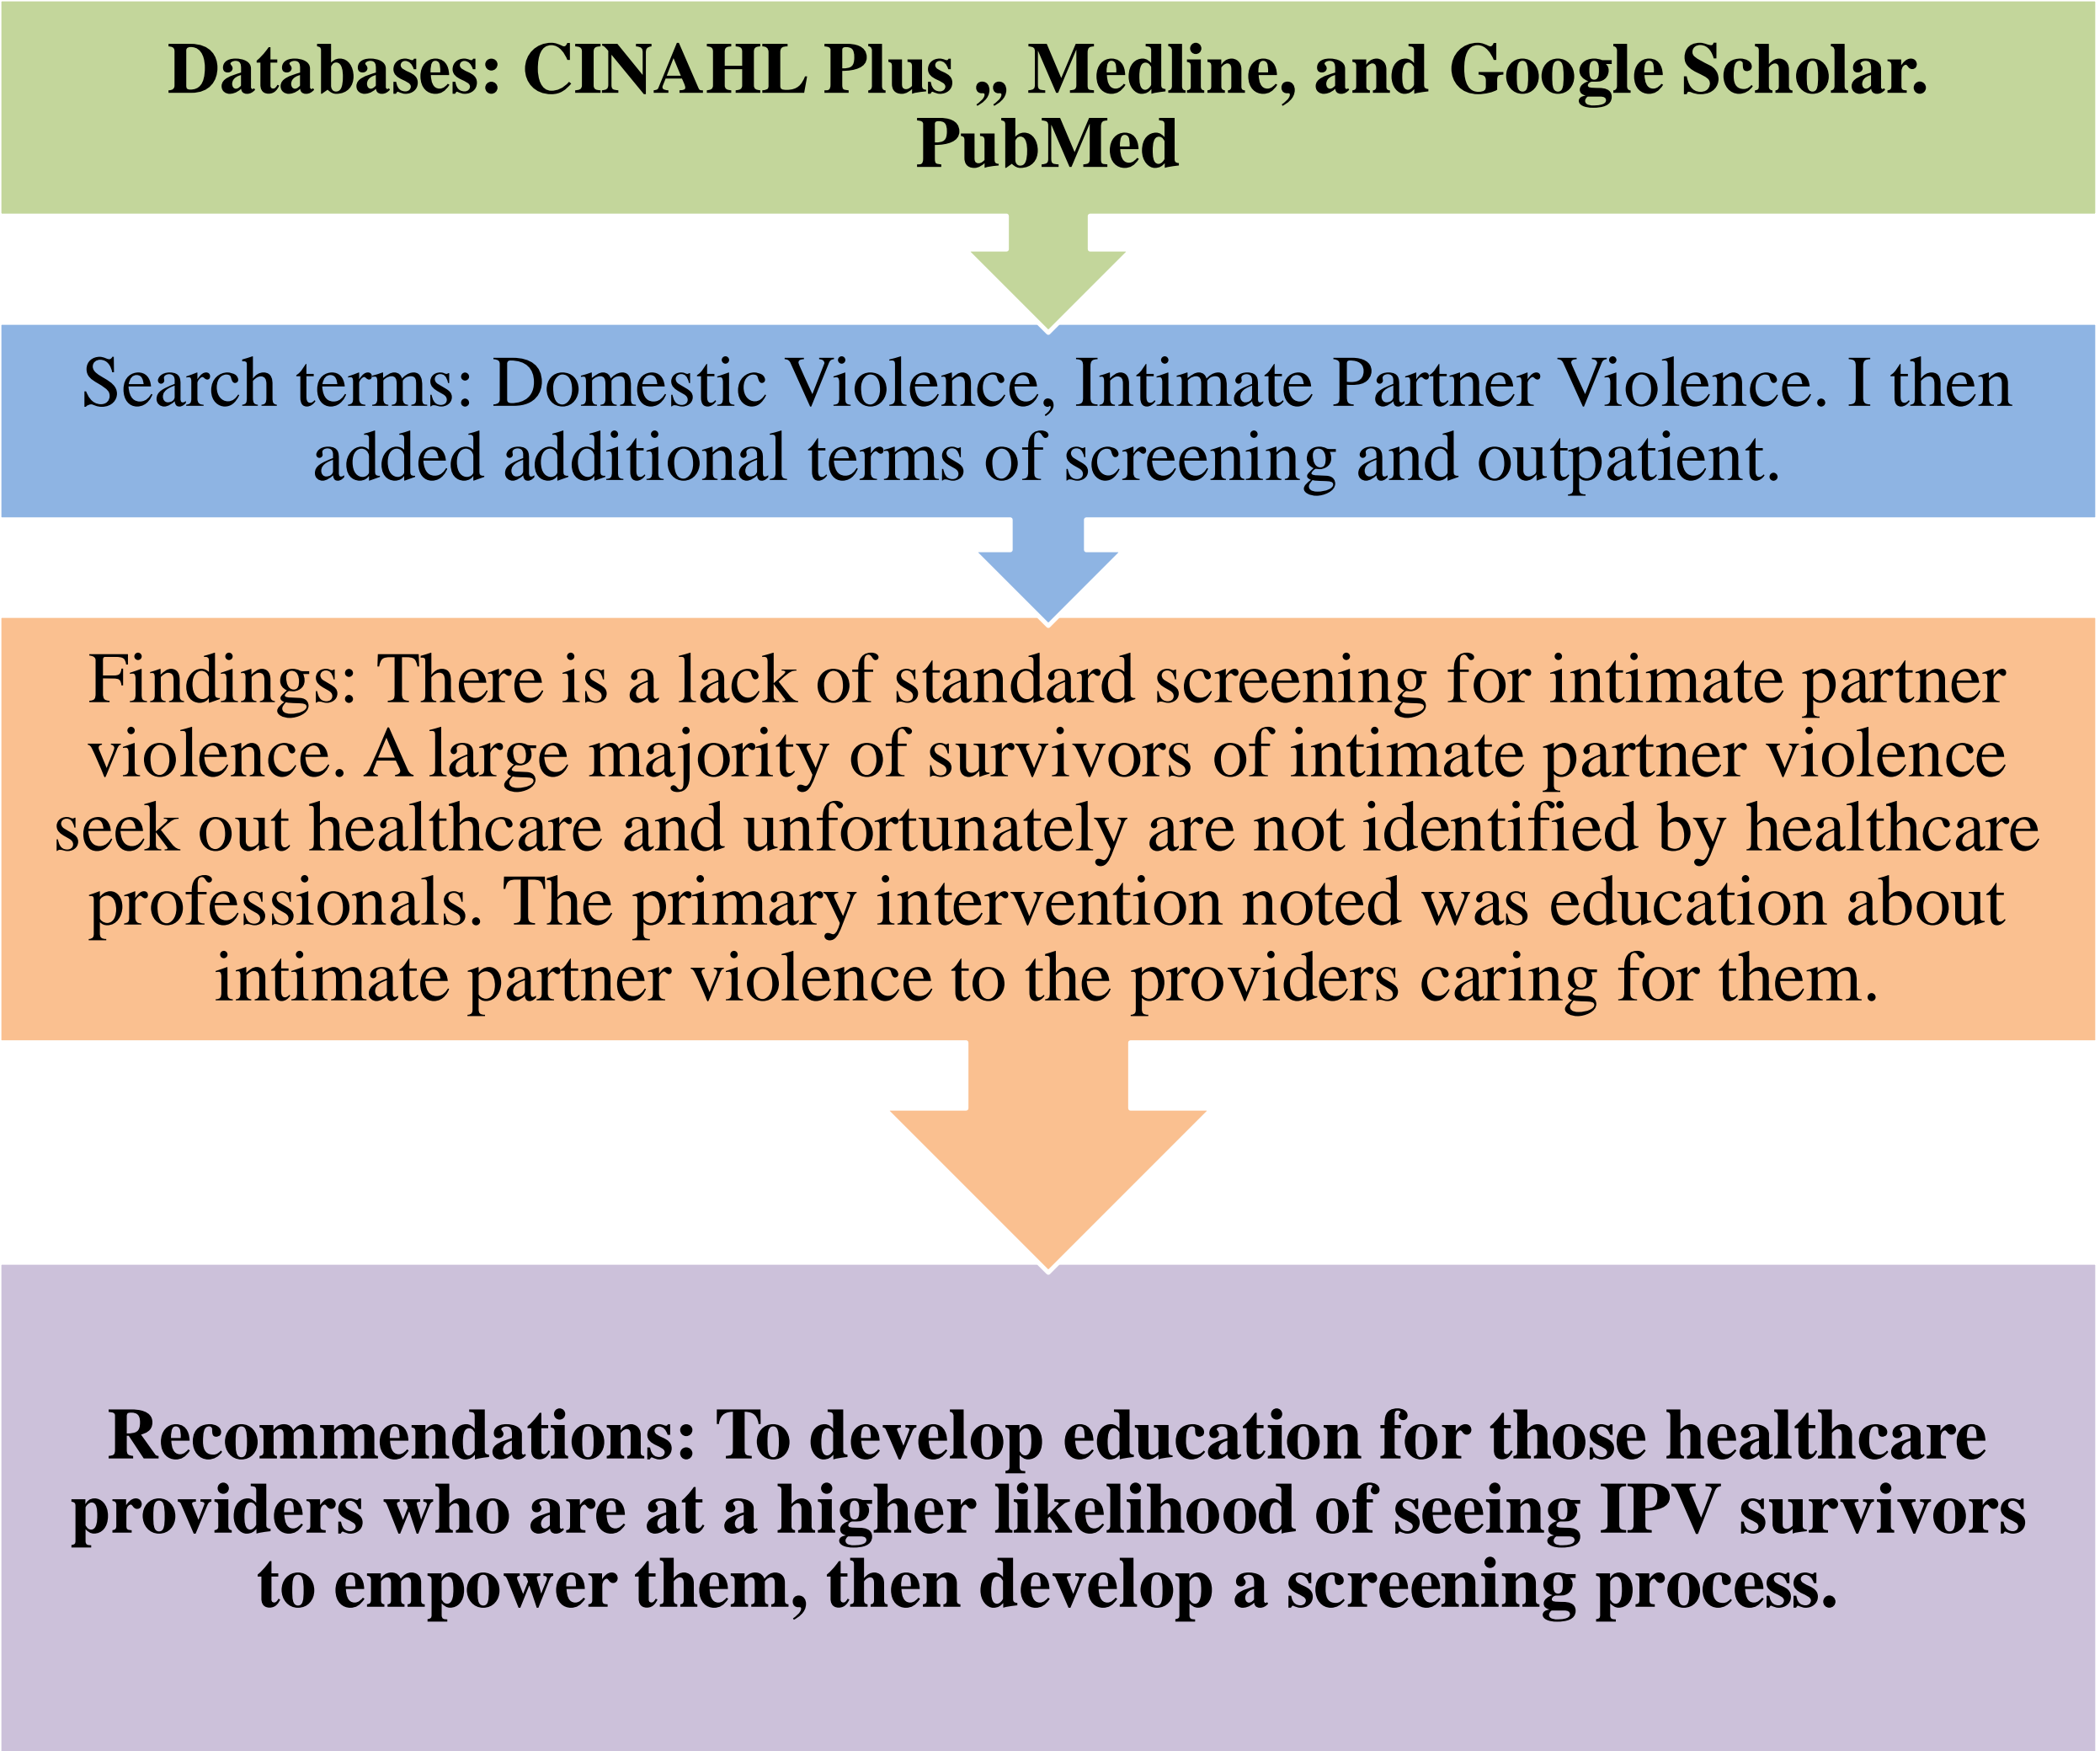 Databases: CINAHL Plus ,, Medline, and Google Scholar.
PubMed
Search terms: Domestic Violence, Intimate Partner Violence. I then
added additional terms of screening and outpatient.
Findings: There is a lack of standard screening for intimate partner
violence. A large majority of survivors of intimate partner violence
seek out healthcare and unfortunately are not identified by healthcare
professionals. The primary intervention noted was education about
intimate partner violence to the providers caring for them.
Recommendations: To develop education for those healthcare
providers who are at a higher likelihood of seeing IPV survivors
to empower them, then develop a screening process.